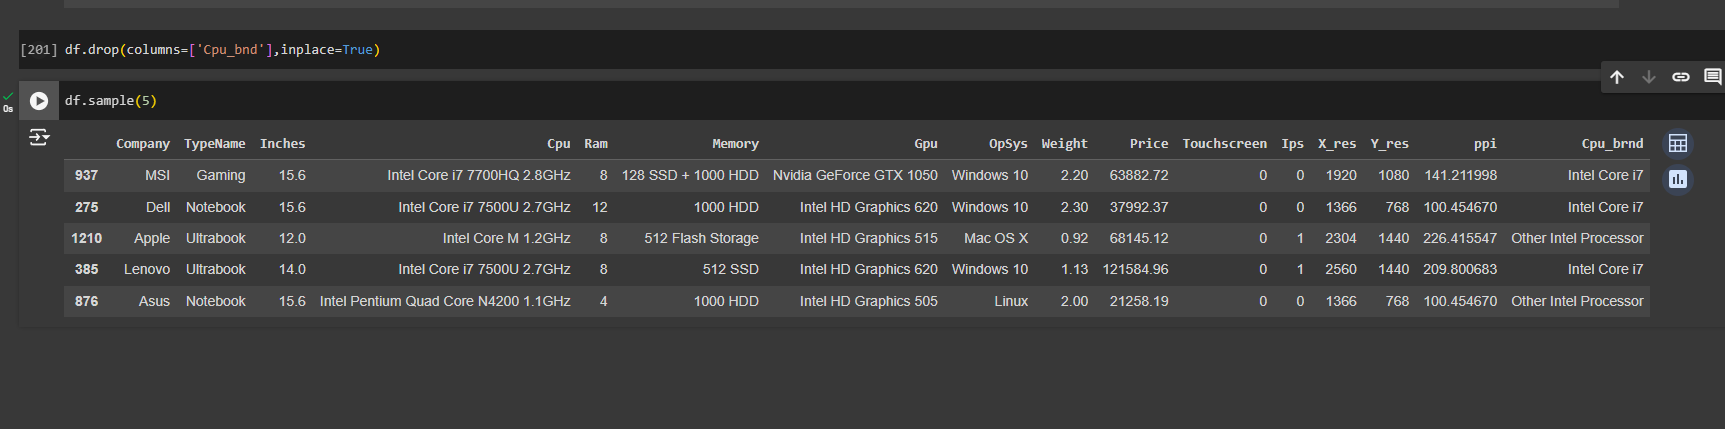 [201] df.drop(columns=['Cpu_bnd'],inplace=True)
0s df.sample(5)
Company TypeName Inches Cpu Ram Memory Gpu OpSys Weight Price Touchscreen Ips X_res Y_res ppi Cpu_brnd
937 MSI Gaming 15.6 Intel Core i7 7700HQ 2.8GHz 8 128 SSD + 1000 HDD Nvidia GeForce GTX 1050 Windows 10 2.20 63882.72 0 0 1920 1080 141.211998 Intel Core i7
275 Dell Notebook 15.6 Intel Core i7 7500U 2.7GHz 12 1000 HDD Intel HD Graphics 620 Windows 10 2.30 37992.37 0 0 1366 768 100.454670 Intel Core i7
1210 Apple Ultrabook 12.0 Intel Core M 1.2GHz 8 512 Flash Storage Intel HD Graphics 515 Mac OS X 0.92 68145.12 0 1 2304 1440 226.415547 Other Intel Processor
385 Lenovo Ultrabook 14.0 Intel Core i7 7500U 2.7GHz 8 512 SSD Intel HD Graphics 620 Windows 10 1.13 121584.96 0 1 2560 1440 209.800683 Intel Core i7
876 Asus Notebook 15.6 Intel Pentium Quad Core N4200 1.1GHz 4 1000 HDD Intel HD Graphics 505 Linux 2.00 21258.19 0 0 1366 768 100.454670 Other Intel Processor